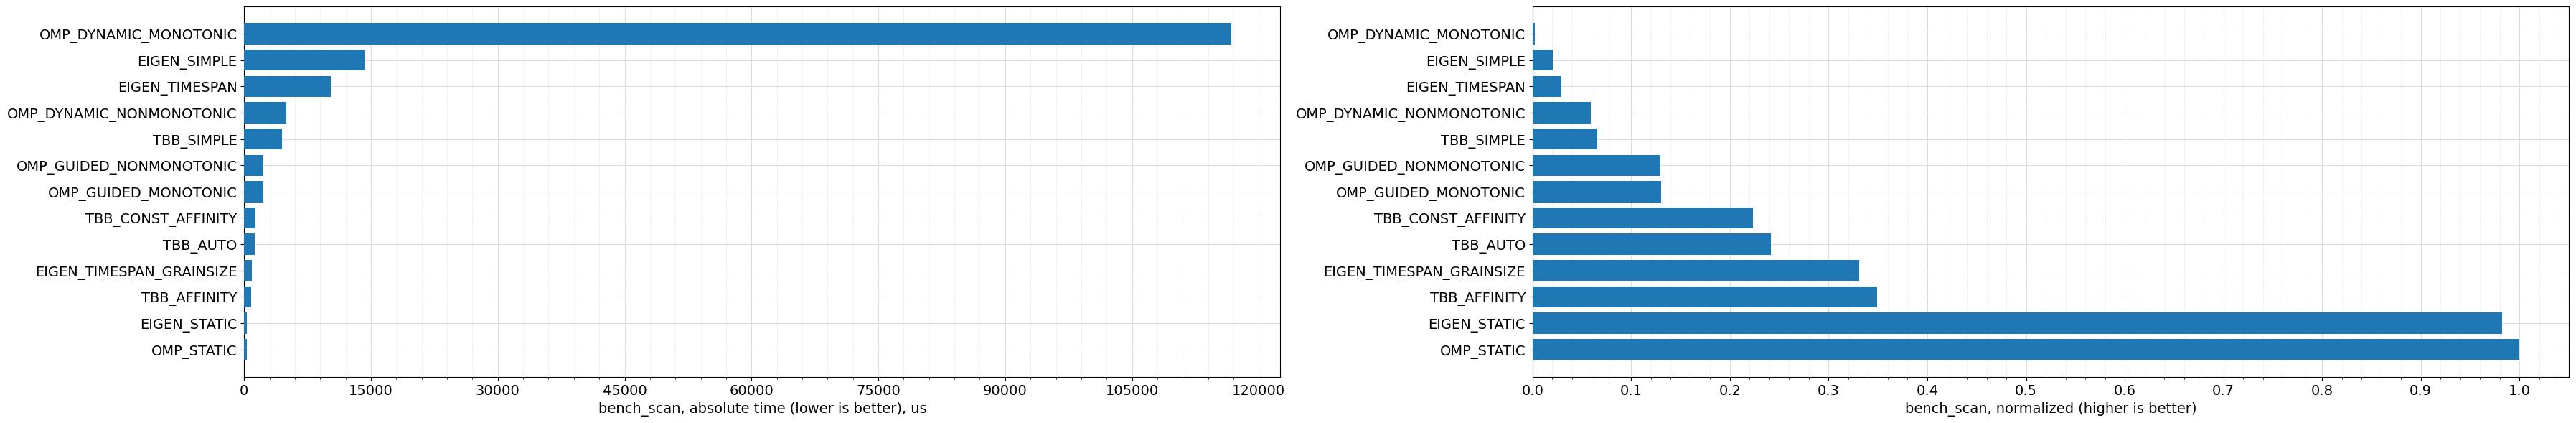 OMP_DYNAMIC_MONOTONIC
EIGEN_SIMPLE
EIGEN_TIMESPAN
OMP_DYNAMIC_NONMONOTONIC
TBB_SIMPLE
OMP_GUIDED_NONMONOTONIC
OMP_GUIDED_MONOTONIC
TBB_CONST_AFFINITY
TBB_AUTO
EIGEN_TIMESPAN_GRAINSIZE
TBB_AFFINITY
EIGEN_STATIC
OMP_STATIC
0 15000 30000 45000 60000 75000 90000 105000 120000
bench_scan, absolute time (lower is better), us
OMP_DYNAMIC_MONOTONIC
EIGEN_SIMPLE
EIGEN_TIMESPAN
OMP_DYNAMIC_NONMONOTONIC
TBB_SIMPLE
OMP_GUIDED_NONMONOTONIC
OMP_GUIDED_MONOTONIC
TBB_CONST_AFFINITY
TBB_AUTO
EIGEN_TIMESPAN_GRAINSIZE
TBB_AFFINITY
EIGEN_STATIC
OMP_STATIC
0.0 0.1 0.2 0.3 0.4 0.5 0.6 0.7 0.8 0.9 1.0
bench_scan, normalized (higher is better)